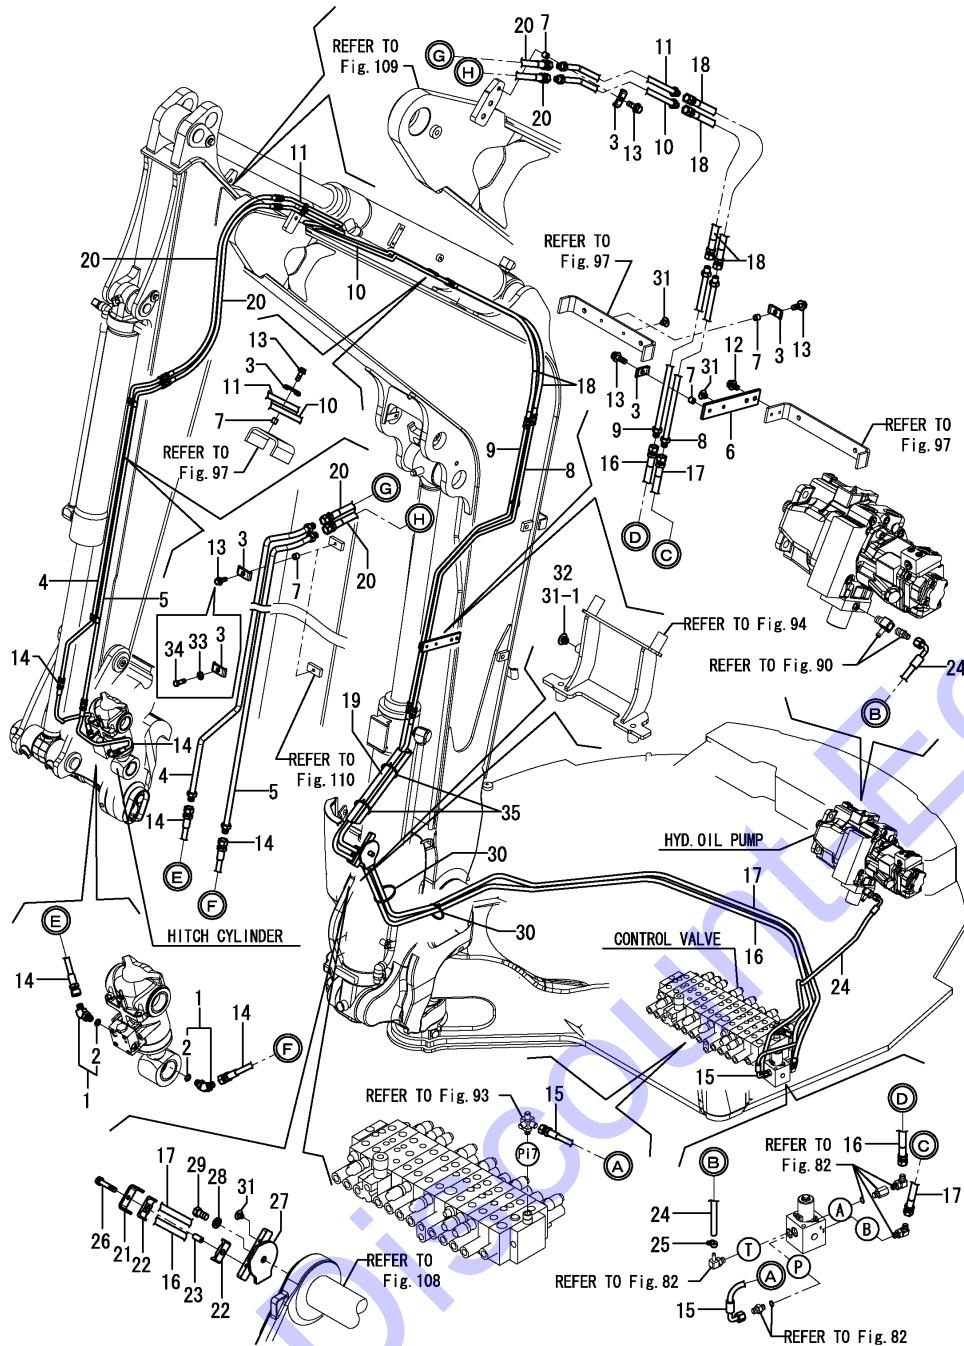 20
7
REFER TO
Fig. 109
G
H
11
18
20
3
13
10
18
11
REFER TO
Fig. 97
18
20
31
10
20
13
12
7
3
13
3
31
7
13
3
18
11
10
6
7
REFER TO
Fig. 97
REFER TO
Fig. 97
9
8
9
8
16
17
20
G
H
D
C
13
3
20
7
4
5
32
31-1
REFER TO Fig. 94
34
33
3
REFER TO Fig. 90
24
B
14
19
14
REFER TO
Fig. 110
4
5
35
14
14
HYD. OIL PUMP
30
E
F
17
E
HITCH CYLINDER
30
CONTROL VALVE
16
14
24
1
14
2
2
F
15
1
REFER TO Fig. 93
15
D
REFER TO
Fig. 82
16
C
Pi7
A
B
17
29
28
31
27
24
17
A
25
B
T
26
21
22
16
23
22
REFER TO
Fig. 108
REFER TO Fig. 82
P
A
15
REFER TO Fig. 82
Discount-Eq